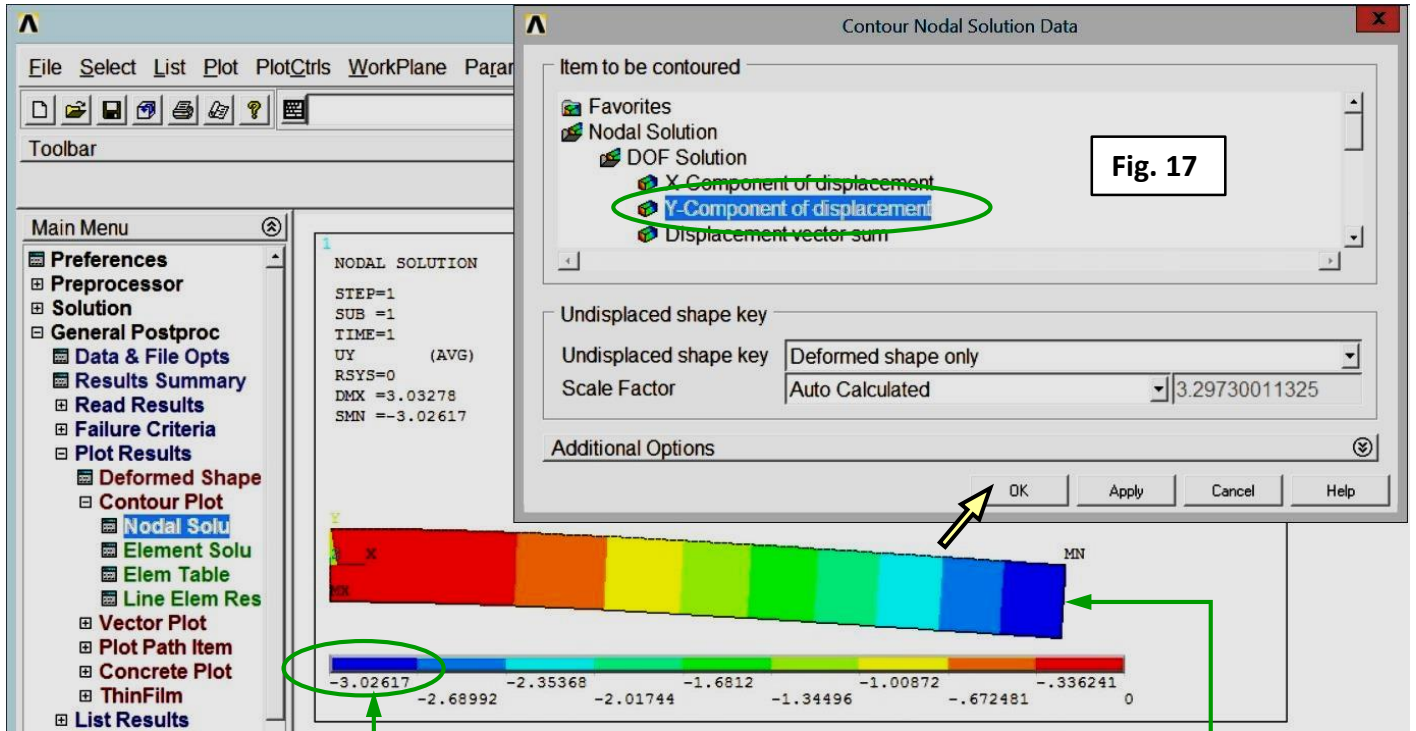 Contour Nodal Solution Data
X
File Select List Plot PlotCtrls WorkPlane Parar
Toolbar
Item to be contoured
Favorites
Nodal Solution
DOF Solution
X-Component of displacement
Y-Component of displacement
Displacement vector sum
Fig. 17
Undisplaced shape key
Undisplaced shape key Deformed shape only
Scale Factor Auto Calculated 3.29730011325
Additional Options
OK Apply Cancel Help
Main Menu
Preferences
Preprocessor
Solution
General Postproc
Data & File Opts
Results Summary
Read Results
Failure Criteria
Plot Results
Deformed Shape
Contour Plot
Nodal Solu
Element Solu
Elem Table
Line Elem Res
Vector Plot
Plot Path Item
Concrete Plot
ThinFilm
List Results
1
NODAL SOLUTION
STEP=1
SUB =1
TIME=1
UY (AVG)
RSYS=0
DMX =3.03278
SMN =-3.02617
Y
X
MX
MN
-3.02617 -2.35368 -1.6812 -1.00872 -.336241
-2.68992 -2.01744 -1.34496 -.672481 0